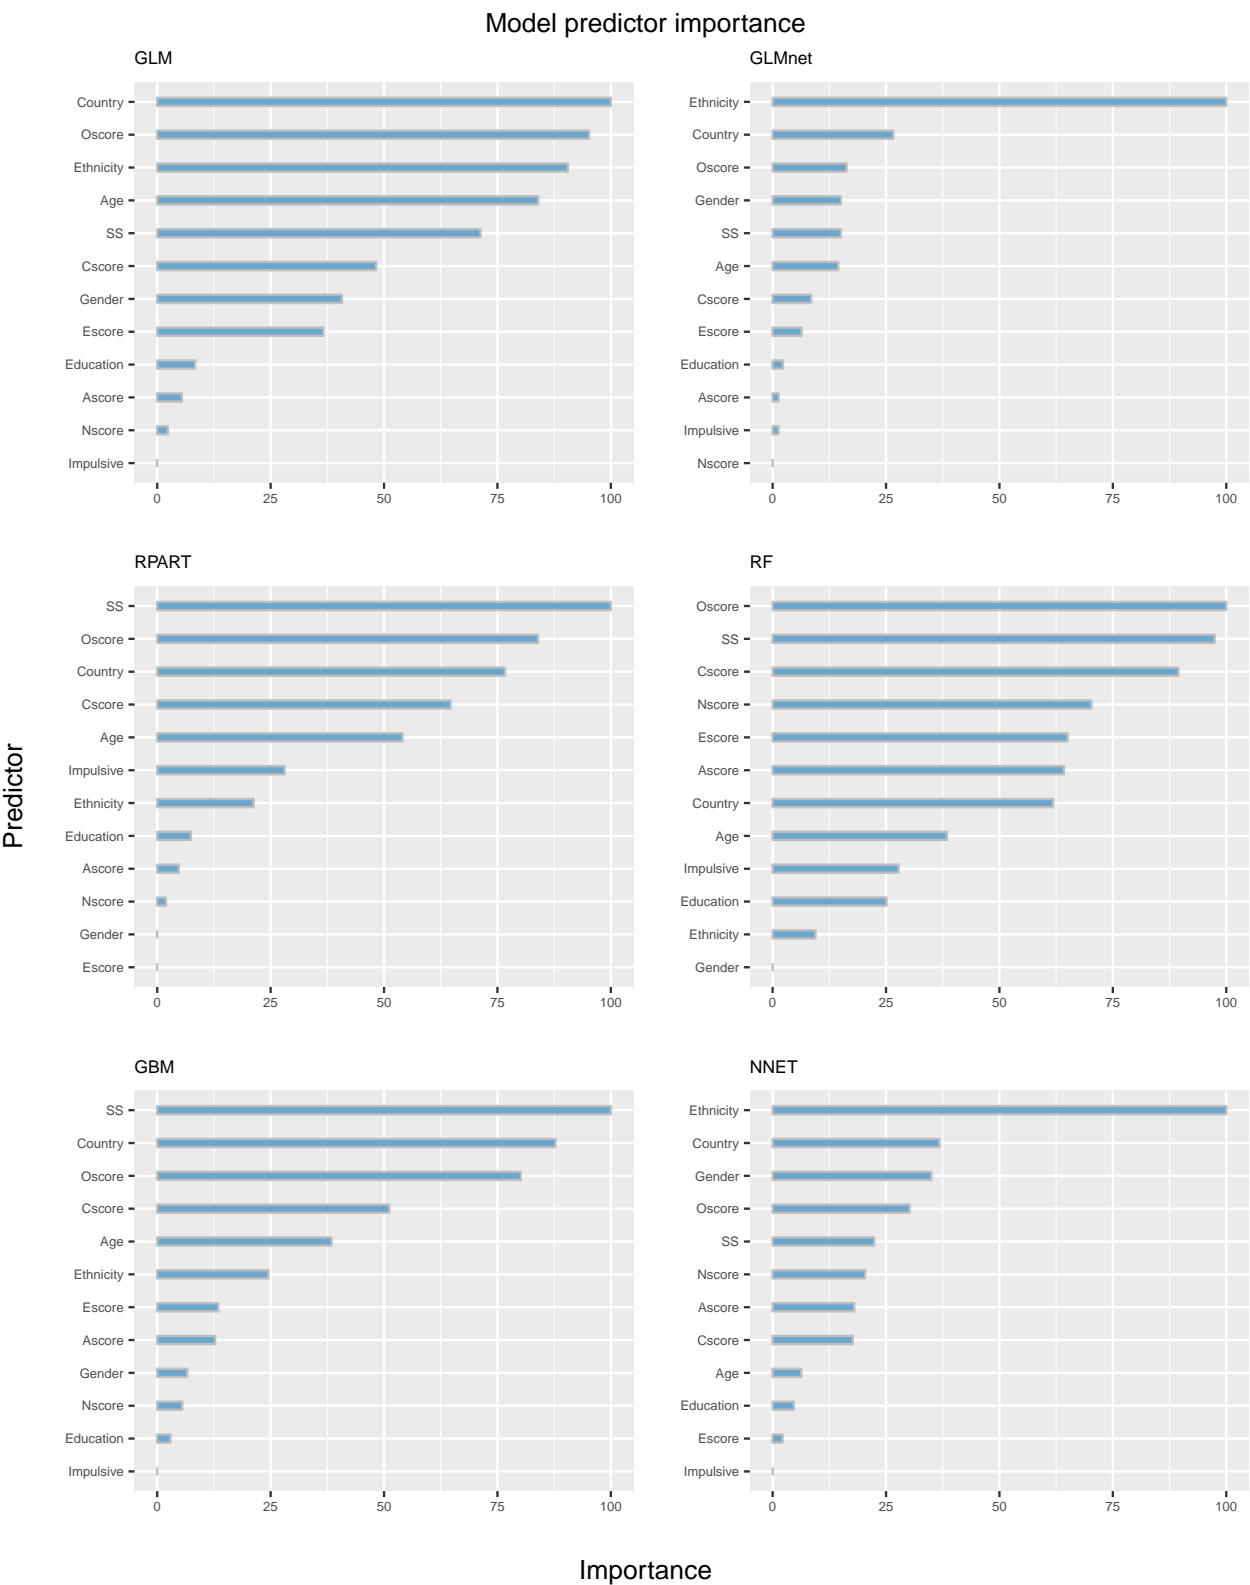 Model predictor importance
GLM
Country
Oscore
Ethnicity
Age
SS
Cscore
Gender
Escore
Education
Ascore
Nscore
Impulsive
0 25 50 75 100
GLMnet
Ethnicity
Country
Oscore
Gender
SS
Age
Cscore
Escore
Education
Ascore
Impulsive
Nscore
0 25 50 75 100
Predictor
RPART
SS
Oscore
Country
Cscore
Age
Impulsive
Ethnicity
Education
Ascore
Nscore
Gender
Escore
0 25 50 75 100
RF
Oscore
SS
Cscore
Nscore
Escore
Ascore
Country
Age
Impulsive
Education
Ethnicity
Gender
0 25 50 75 100
GBM
SS
Country
Oscore
Cscore
Age
Ethnicity
Escore
Ascore
Gender
Nscore
Education
Impulsive
0 25 50 75 100
NNET
Ethnicity
Country
Gender
Oscore
SS
Nscore
Ascore
Cscore
Age
Education
Escore
Impulsive
0 25 50 75 100
Importance